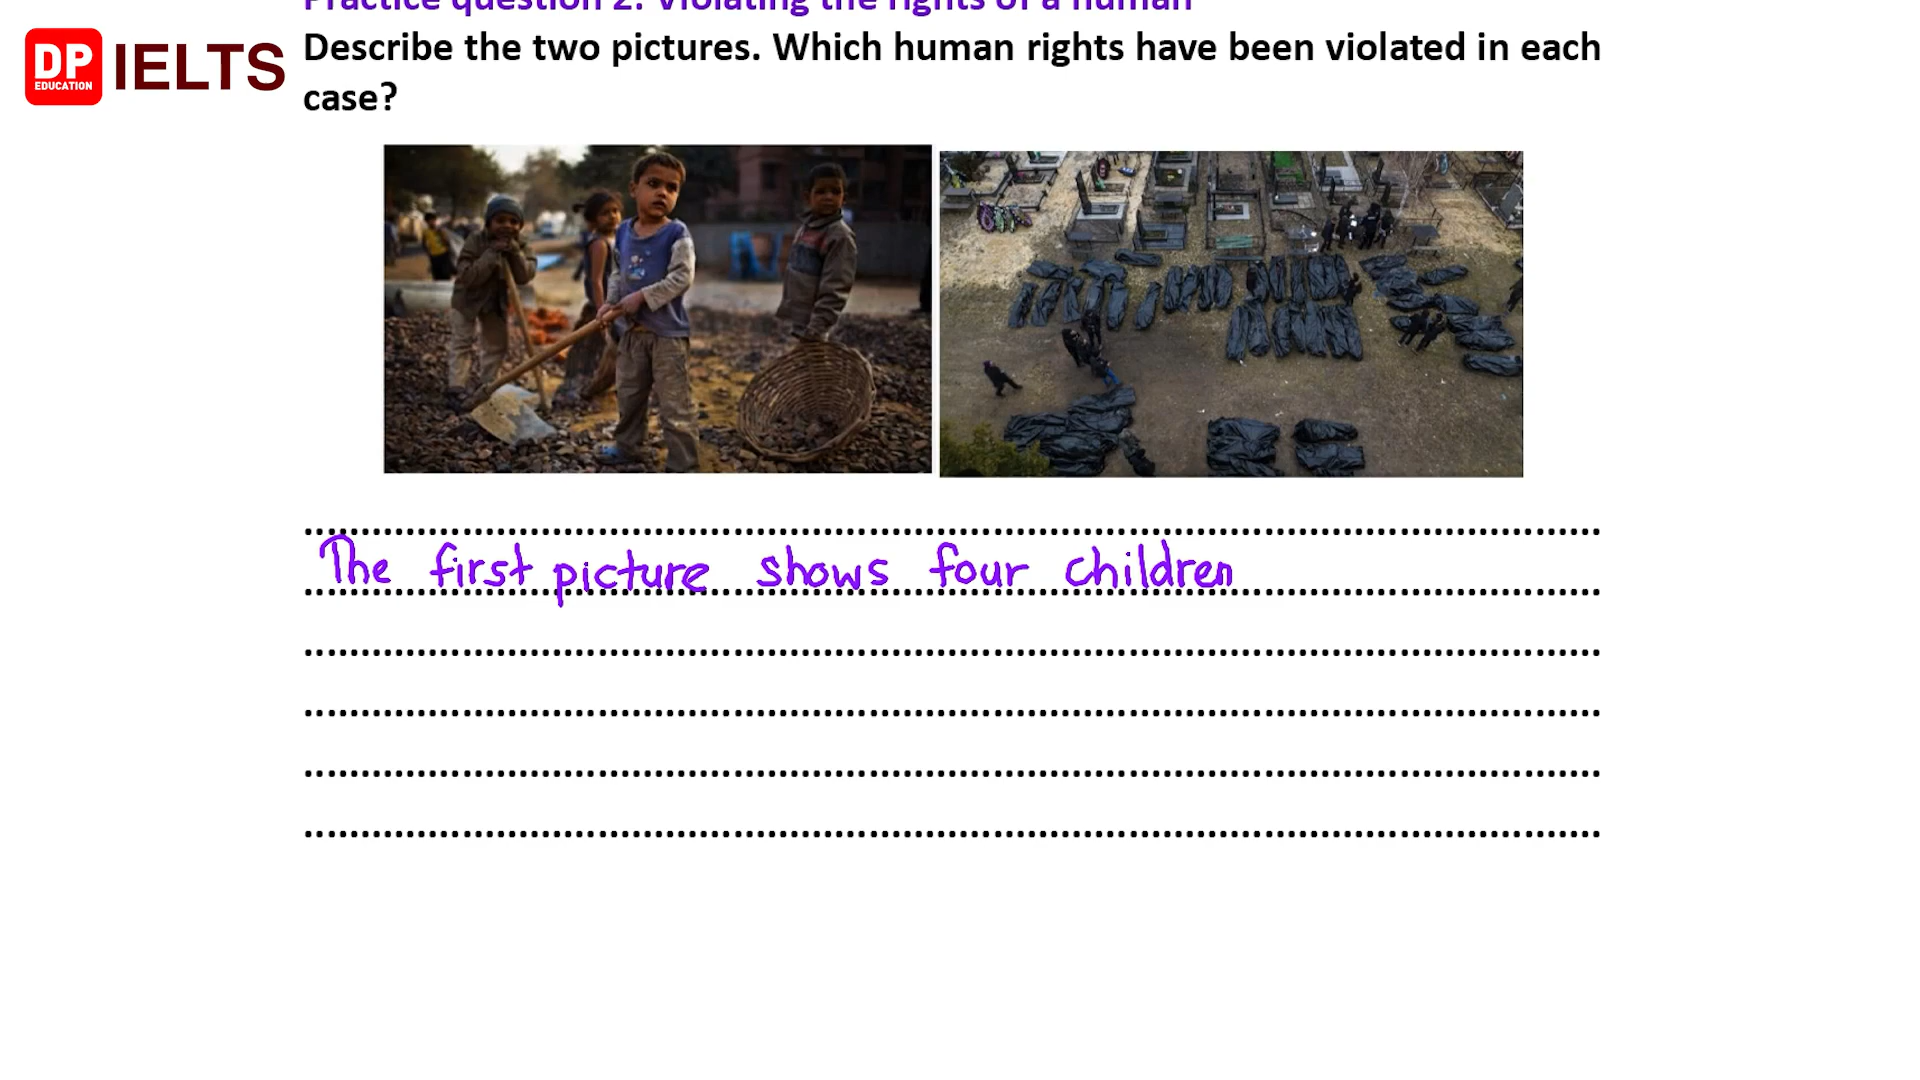 Practice question 2: Violating the rights of a human
DP
EDUCATION
IELTS
Describe the two pictures. Which human rights have been violated in each
case?
The first picture shows four children